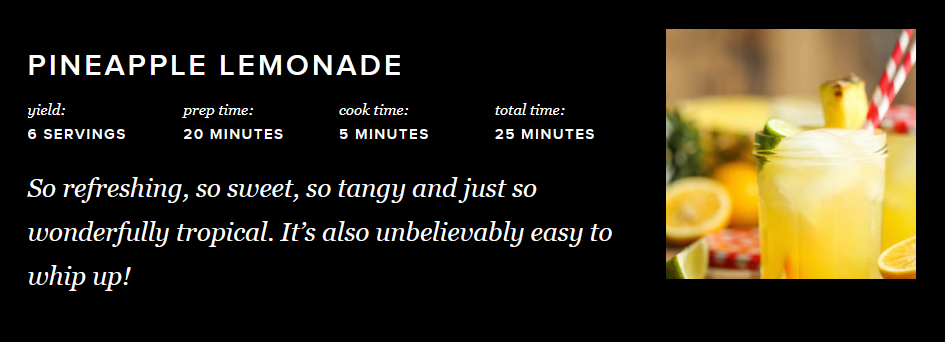 PINEAPPLE LEMONADE
yield: prep time: cook time: total time:
6 SERVINGS 20 MINUTES 5 MINUTES 25 MINUTES
So refreshing, so sweet, so tangy and just so
wonderfully tropical. It’s also unbelievably easy to
whip up!